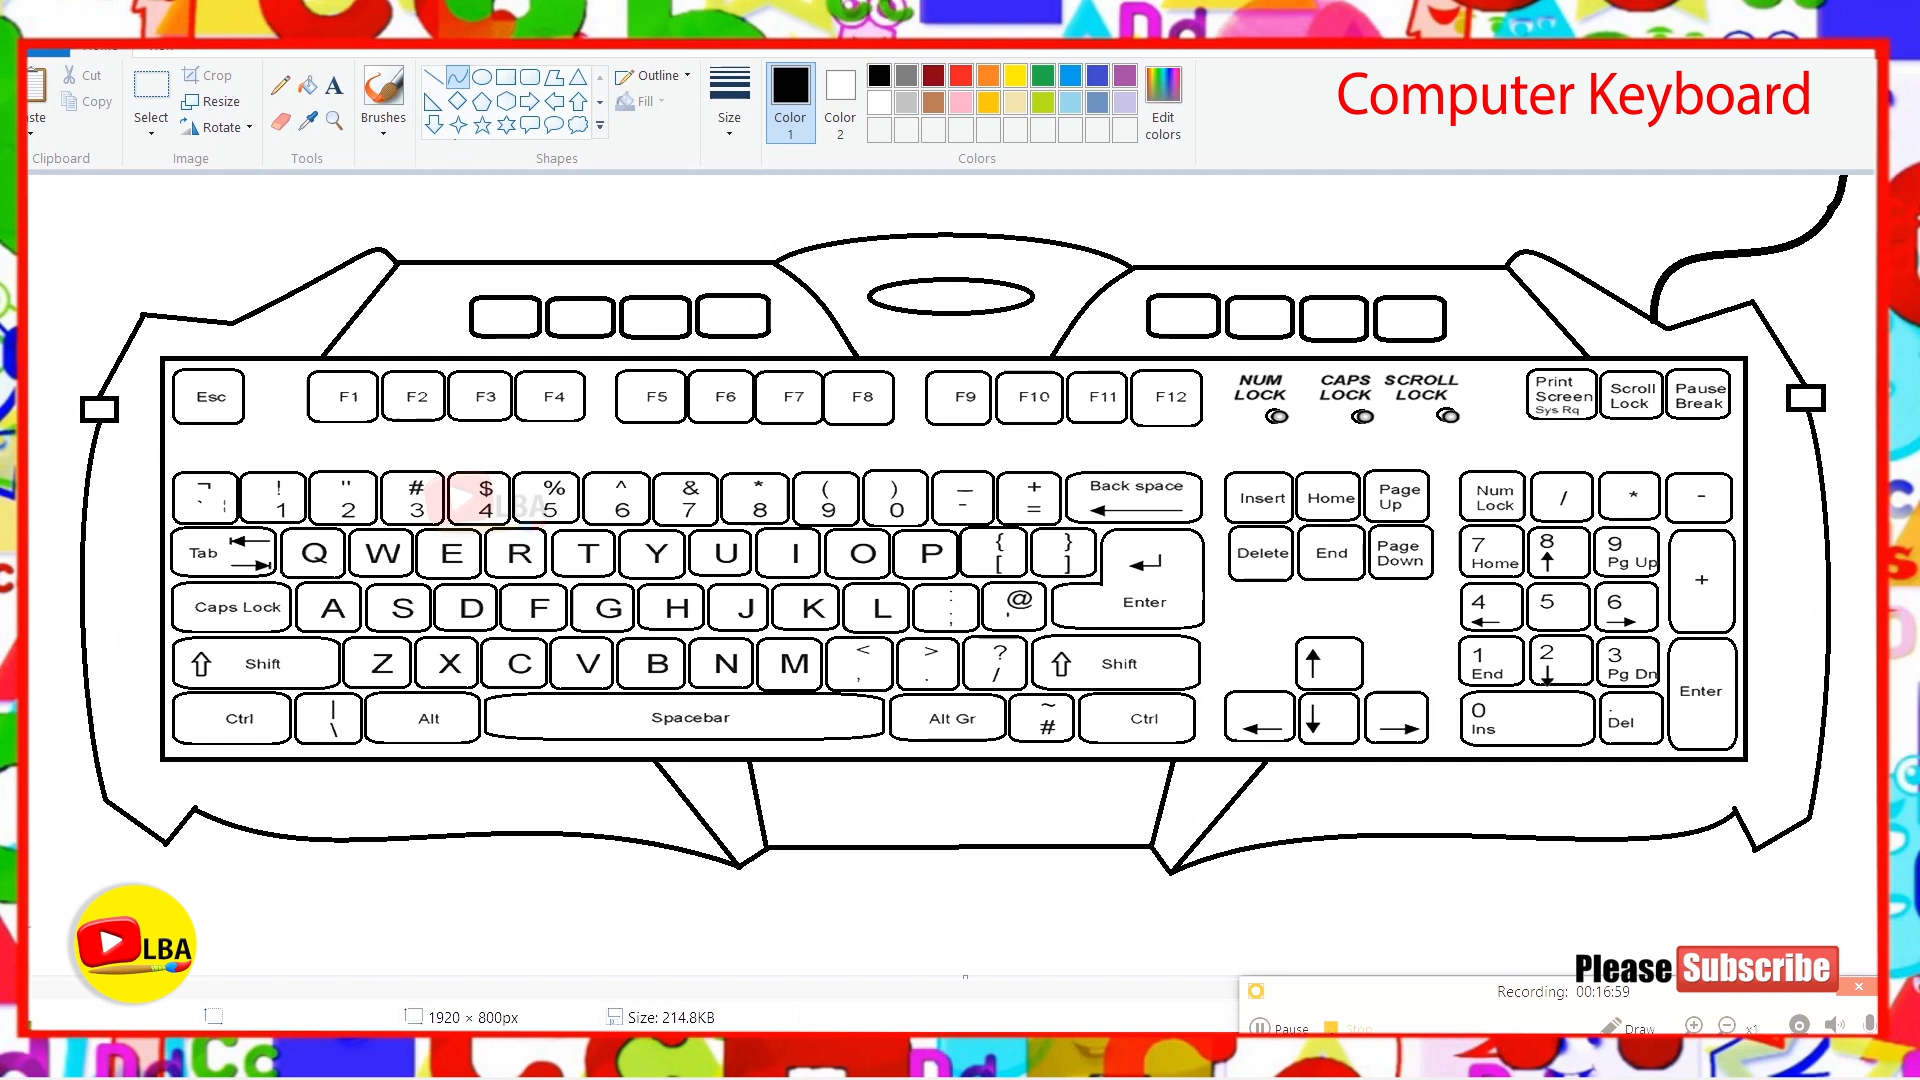 Cut
Copy
Clipboard
Select
Crop
Resize
Rotate
Image
Tools
Brushes
Shapes
Outline
Fill
Size
Color
1
Color
2
Colors
Edit
colors
Computer Keyboard
Esc F1 F2 F3 F4 F5 F6 F7 F8 F9 F10 F11 F12
NUM LOCK
CAPS LOCK
SCROLL LOCK
Print Screen Sys Rq
Scroll Lock
Pause Break
¬ ! " # $ % ^ & * ( ) — + Back space
` ¦ 1 2 3 4 5 6 7 8 9 0 - =
Insert Home Page Up
Num Lock / * -
Tab Q W E R T Y U I O P { [ } ] Enter
Delete End Page Down
7 Home 8 9 Pg Up +
Caps Lock A S D F G H J K L : ; @ '
4 5 6
Shift Z X C V B N M < , > . ? / Shift
1 End 2 3 Pg Dn Enter
Ctrl | \ Alt Spacebar Alt Gr ~ # Ctrl
0 Ins . Del
LBA
LBA
Please Subscribe
Recording: 00:16:59
1920 × 800px
Size: 214.8KB
Pause
Stop
Draw
x1